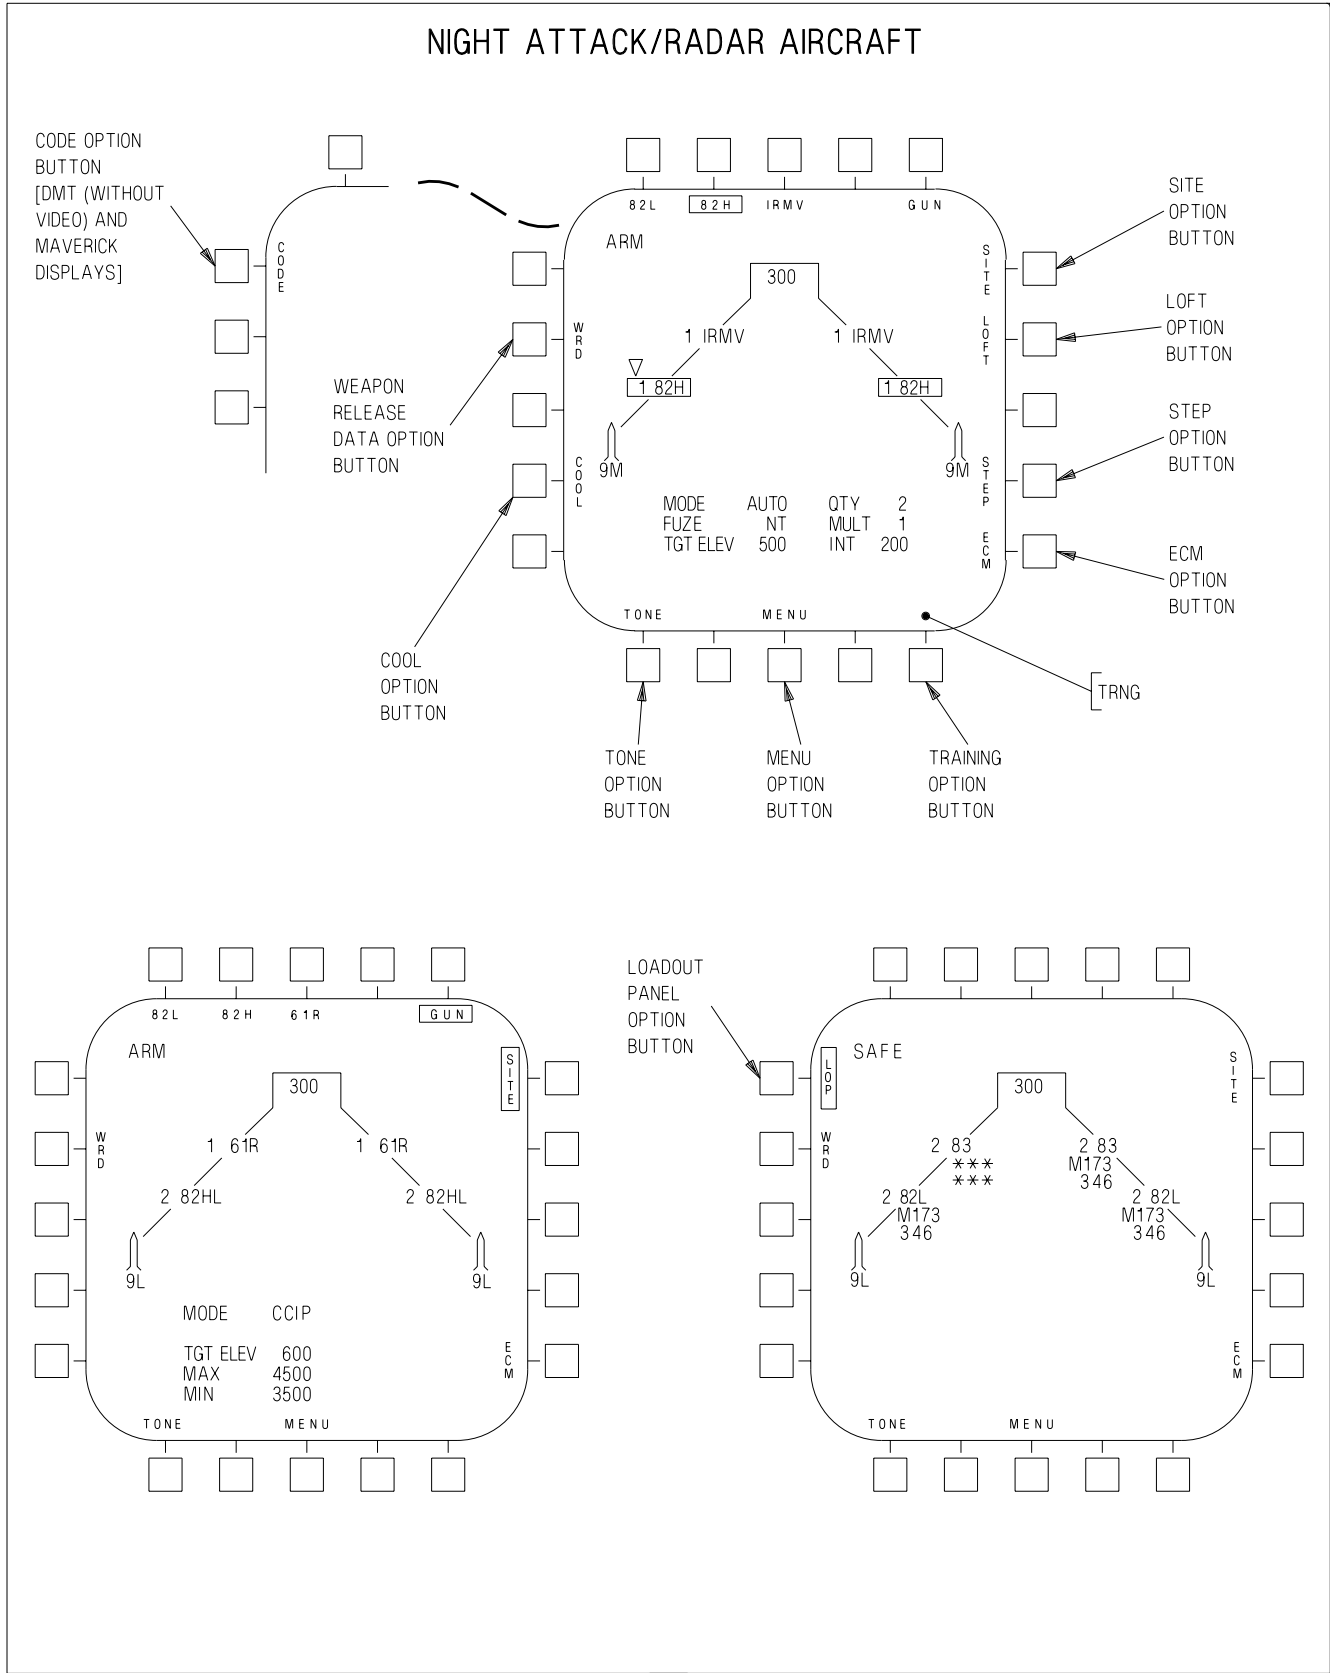 NIGHT ATTACK/RADAR AIRCRAFT
CODE OPTION
BUTTON
[DMT (WITHOUT
VIDEO) AND
MAVERICK
DISPLAYS]
CODE
82L 82H IRMV GUN
ARM
300
1 IRMV 1 IRMV
1 82H 1 82H
9M 9M
WRD
COOL
SITE
LOFT
STEP
ECM
MODE AUTO QTY 2
FUZE NT MULT 1
TGT ELEV 500 INT 200
TONE MENU
SITE
OPTION
BUTTON
LOFT
OPTION
BUTTON
STEP
OPTION
BUTTON
ECM
OPTION
BUTTON
WEAPON
RELEASE
DATA OPTION
BUTTON
COOL
OPTION
BUTTON
TRNG
TONE
OPTION
BUTTON
MENU
OPTION
BUTTON
TRAINING
OPTION
BUTTON
82L 82H 61R GUN
ARM
SITE
300
WRD
1 61R 1 61R
2 82HL 2 82HL
9L 9L
MODE CCIP
TGT ELEV 600
MAX 4500
MIN 3500
ECM
TONE MENU
LOADOUT
PANEL
OPTION
BUTTON
LOP
SAFE
SITE
300
WRD
2 83 2 83
*** M173
*** 346
2 82L 2 82L
M173 M173
346 346
9L 9L
ECM
TONE MENU